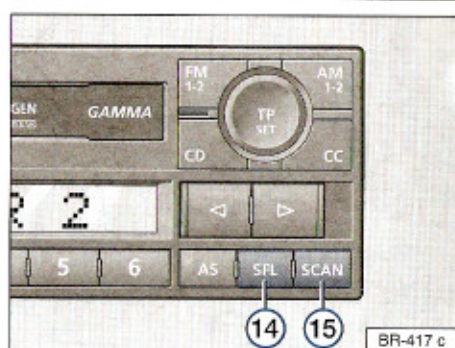 FM
1-2
AM
1-2
GEN
GAMMA
TP
SET
CD
CC
R 2
5
6
AS
SFL
SCAN
14
15
BR-417 c